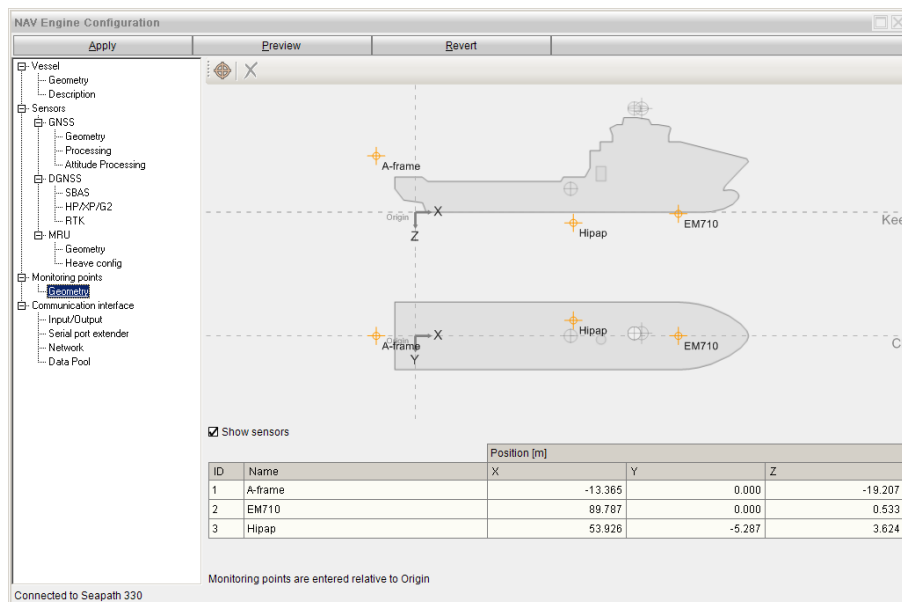 NAV Engine Configuration
Apply Preview Revert
Vessel
Geometry
Description
Sensors
GNSS
Geometry
Processing
Attitude Processing
DGNSS
SBAS
HP/XP/G2
RTK
MRU
Geometry
Heave config
Monitoring points
Geometry
Communication interface
Input/Output
Serial port extender
Network
Data Pool
A-frame
Origin
X
Z
Hipap
EM710
Kee
A-frame
Origin
X
Y
Hipap
EM710
C
Show sensors
Position [m]
ID Name X Y Z
1 A-frame -13.365 0.000 -19.207
2 EM710 89.787 0.000 0.533
3 Hipap 53.926 -5.287 3.624
Monitoring points are entered relative to Origin
Connected to Seapath 330